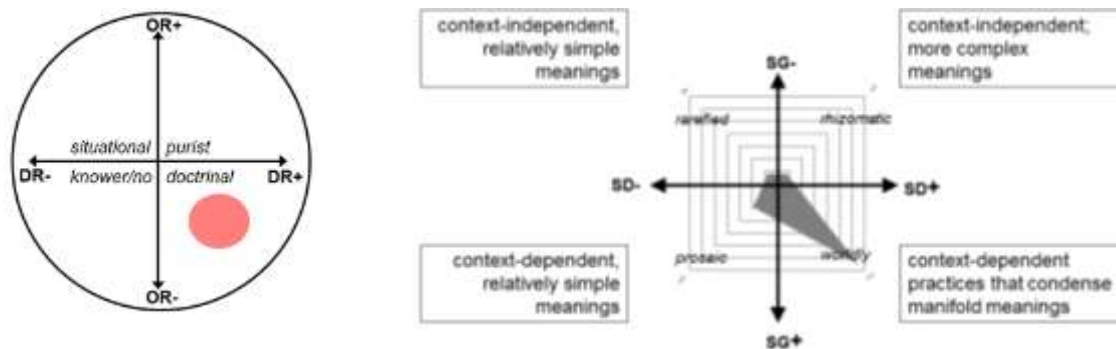 OR+
situational purist
DR- DR+
knower/no doctrinal
OR-
context-independent,
relatively simple
meanings
context-independent;
more complex
meanings
SG-
rarefied rhizomatic
SD- SD+
prosaic worldly
context-dependent,
relatively simple
meanings
context-dependent
practices that condense
manifold meanings
SG+